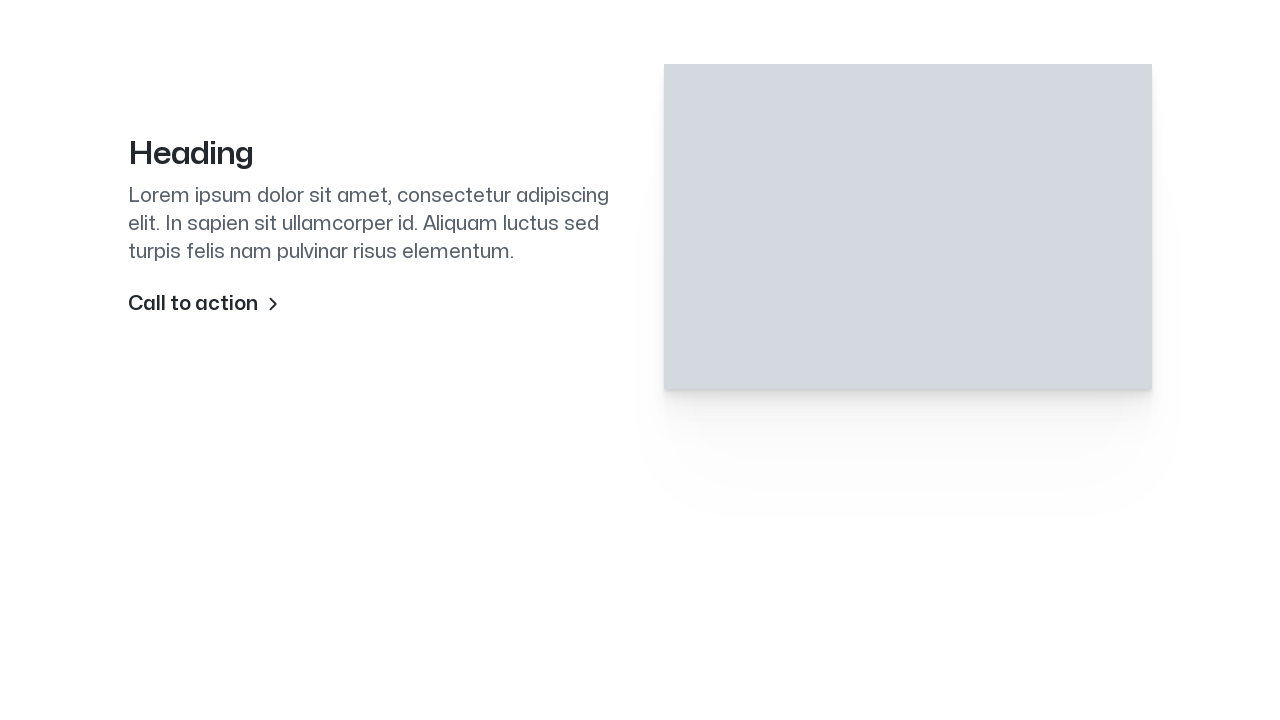 Heading
Lorem ipsum dolor sit amet, consectetur adipiscing
elit. In sapien sit ullamcorper id. Aliquam luctus sed
turpis felis nam pulvinar risus elementum.
Call to action